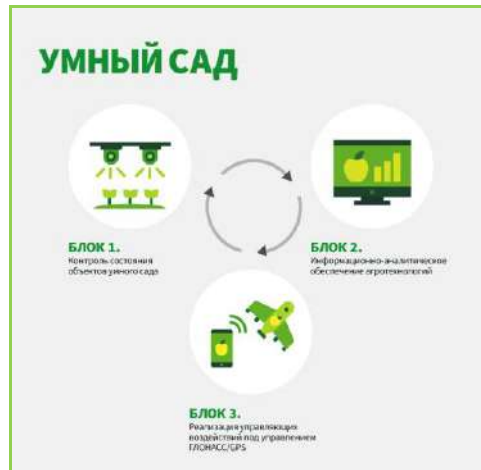 УМНЫЙ САД
БЛОК 1.
Контроль состояния
объектов умного сада
БЛОК 2.
Информационно-аналитическое
обеспечение агротехнологий
БЛОК 3.
Реализация управляющих
воздействий под управлением
ГЛОНАСС/GPS